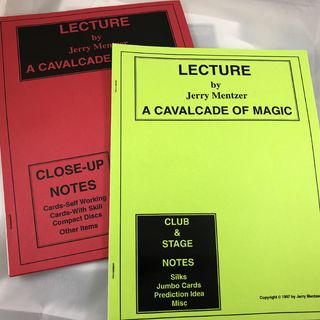 LECTURE
by
Jerry Mentzer
A CAVALCADE
CLOSE-UP
NOTES
Cards-Self Working
Cards-With Skill
Compact Discs
Other Items
LECTURE
by
Jerry Mentzer
A CAVALCADE OF MAGIC
CLUB
&
STAGE
NOTES
Silks
Jumbo Cards
Prediction Idea
Misc
Copyright © 1997 by Jerry Mentzer